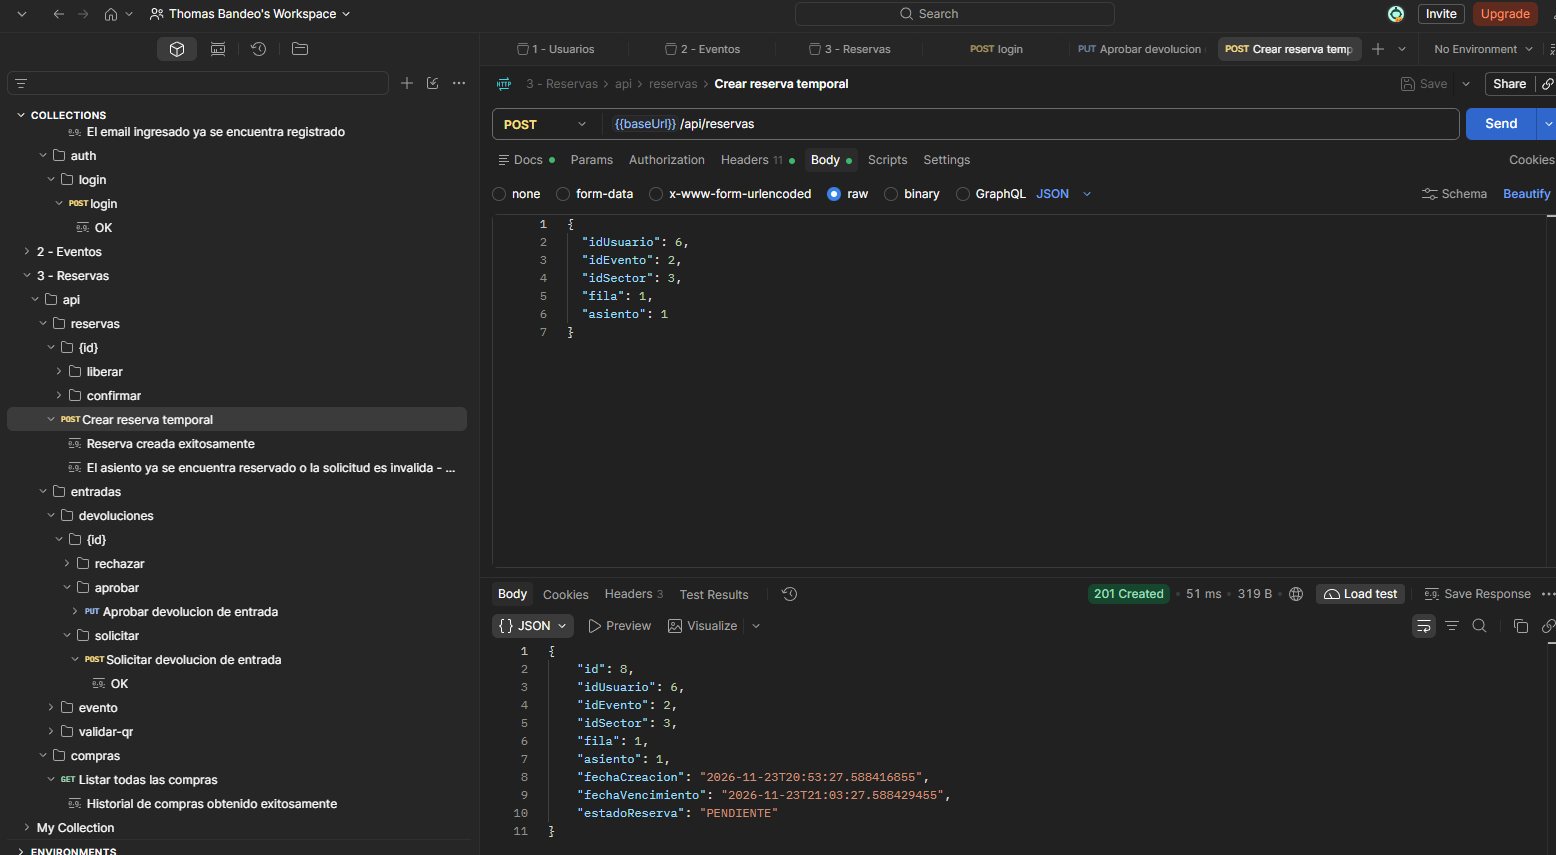 Thomas Bandeo's Workspace
Search
Invite
Upgrade
1 - Usuarios
2 - Eventos
3 - Reservas
POST login
PUT Aprobar devolucion
POST Crear reserva temp
No Environment
COLLECTIONS
e.g. El email ingresado ya se encuentra registrado
auth
login
POST login
e.g. OK
2 - Eventos
3 - Reservas
api
reservas
{id}
liberar
confirmar
POST Crear reserva temporal
e.g. Reserva creada exitosamente
e.g. El asiento ya se encuentra reservado o la solicitud es invalida - ...
entradas
devoluciones
{id}
rechazar
aprobar
PUT Aprobar devolucion de entrada
solicitar
POST Solicitar devolucion de entrada
e.g. OK
evento
validar-qr
compras
GET Listar todas las compras
e.g. Historial de compras obtenido exitosamente
My Collection
ENVIRONMENTS
HTTP 3 - Reservas > api > reservas > Crear reserva temporal
Save
Share
POST
{{baseUrl}} /api/reservas
Send
Docs
Params
Authorization
Headers 11
Body
Scripts
Settings
Cookies
none
form-data
x-www-form-urlencoded
raw
binary
GraphQL
JSON
Schema
Beautify
1 {
2 "idUsuario": 6,
3 "idEvento": 2,
4 "idSector": 3,
5 "fila": 1,
6 "asiento": 1
7 }
Body
Cookies
Headers 3
Test Results
201 Created
51 ms
319 B
Load test
e.g. Save Response
{} JSON
Preview
Visualize
1 {
2 "id": 8,
3 "idUsuario": 6,
4 "idEvento": 2,
5 "idSector": 3,
6 "fila": 1,
7 "asiento": 1,
8 "fechaCreacion": "2026-11-23T20:53:27.588416855",
9 "fechaVencimiento": "2026-11-23T21:03:27.588429455",
10 "estadoReserva": "PENDIENTE"
11 }